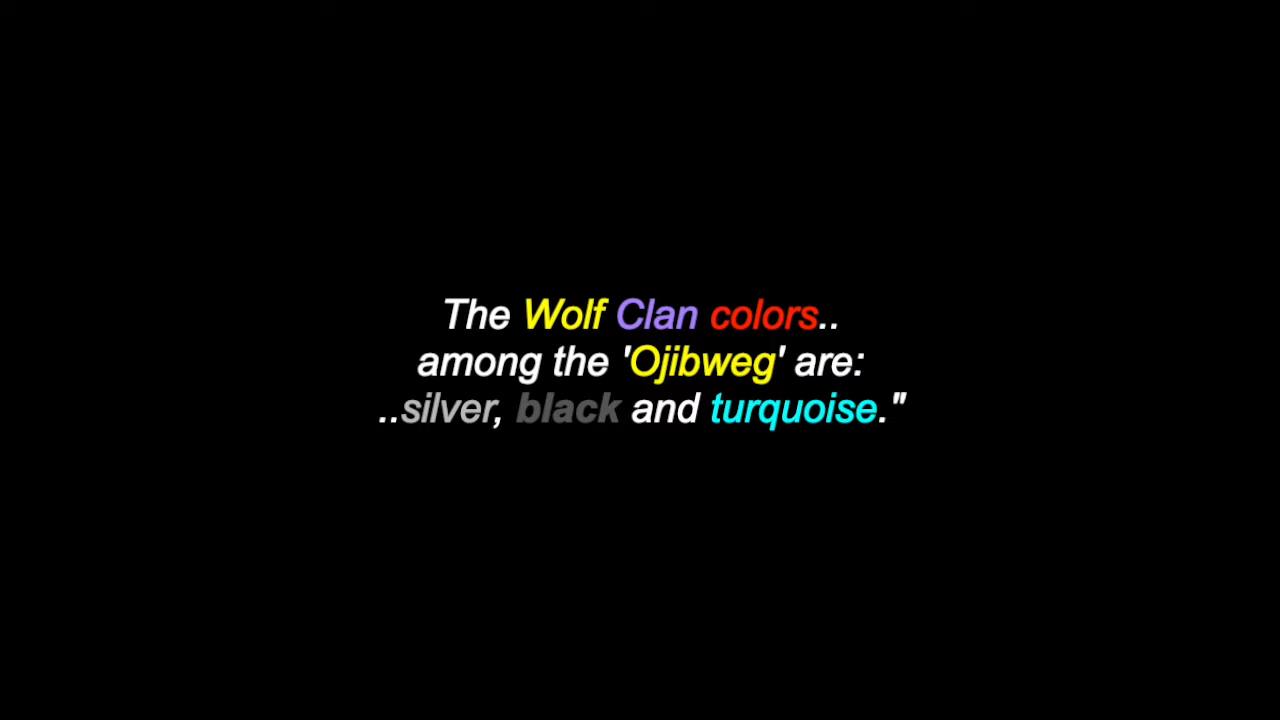 The Wolf Clan colors..
among the 'Ojibweg' are:
..silver, black and turquoise."